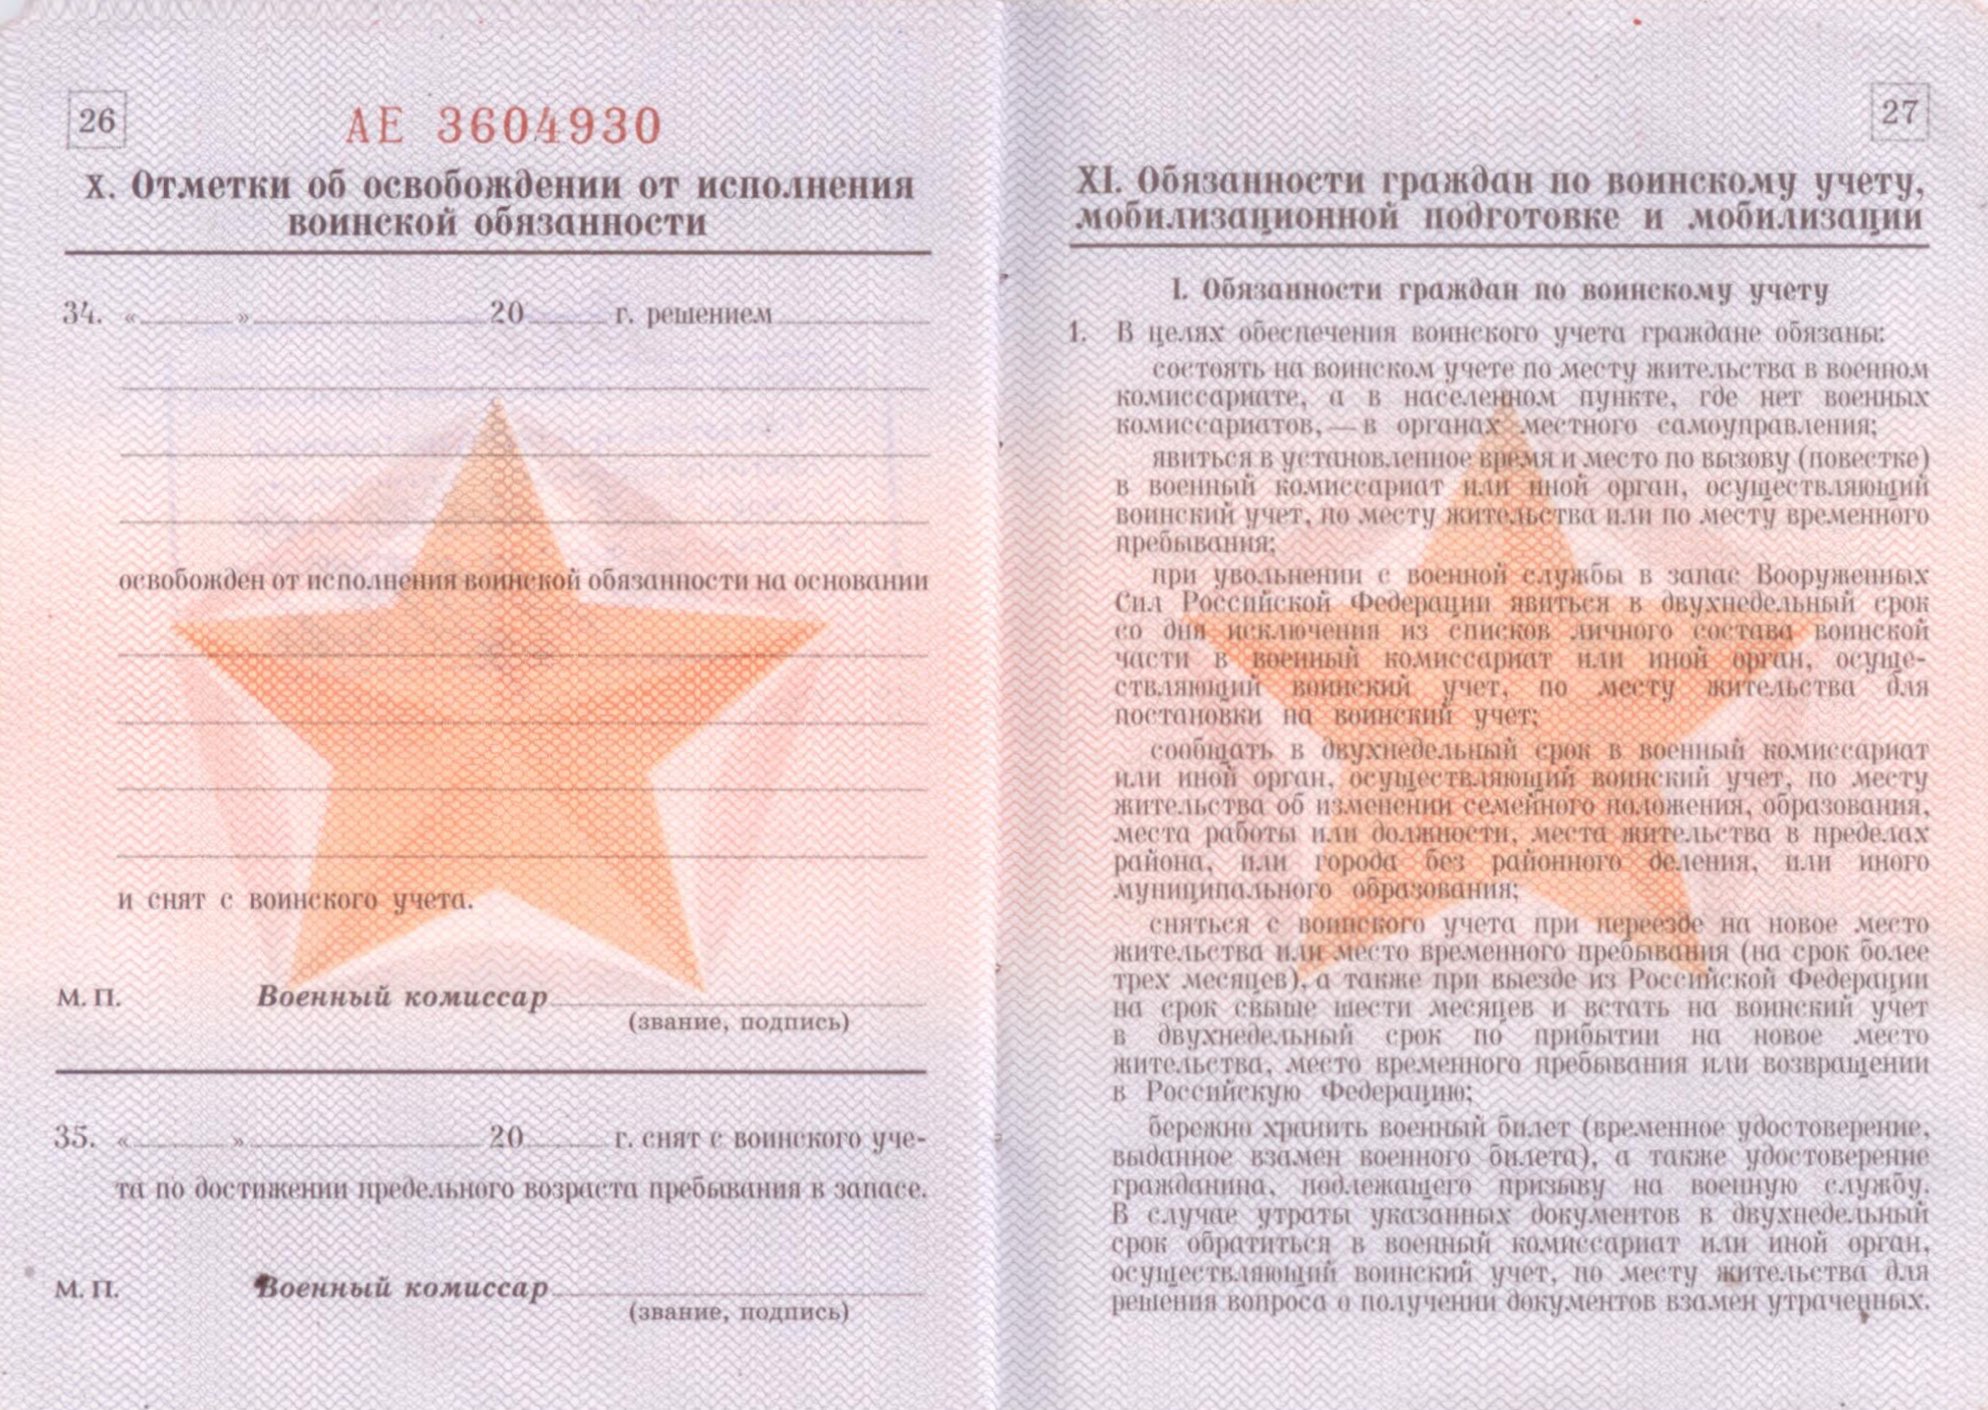 26
АЕ 3604930
X. Отметки об освобождении от исполнения
воинской обязанности
34. « » 20 г. решением
освобожден от исполнения воинской обязанности на основании
и снят с воинского учета.
М. П. Военный комиссар
(звание, подпись)
35. « » 20 г. снят с воинского уче-
та по достижении предельного возраста пребывания в запасе.
М. П. Военный комиссар
(звание, подпись)
27
XI. Обязанности граждан по воинскому учету,
мобилизационной подготовке и мобилизации
I. Обязанности граждан по воинскому учету
1. В целях обеспечения воинского учета граждане обязаны:
состоять на воинском учете по месту жительства в военном
комиссариате, а в населенном пункте, где нет военных
комиссариатов, — в органах местного самоуправления;
явиться в установленное время и место по вызову (повестке)
в военный комиссариат или иной орган, осуществляющий
воинский учет, по месту жительства или по месту временного
пребывания;
при увольнении с военной службы в запас Вооруженных
Сил Российской Федерации явиться в двухнедельный срок
со дня исключения из списков личного состава воинской
части в военный комиссариат или иной орган, осуще-
ствляющий воинский учет, по месту жительства для
постановки на воинский учет;
сообщать в двухнедельный срок в военный комиссариат
или иной орган, осуществляющий воинский учет, по месту
жительства об изменении семейного положения, образования,
места работы или должности, места жительства в пределах
района, или города без районного деления, или иного
муниципального образования;
сняться с воинского учета при переезде на новое место
жительства или место временного пребывания (на срок более
трех месяцев), а также при выезде из Российской Федерации
на срок свыше шести месяцев и встать на воинский учет
в двухнедельный срок по прибытии на новое место
жительства, место временного пребывания или возвращении
в Российскую Федерацию;
бережно хранить военный билет (временное удостоверение,
выданное взамен военного билета), а также удостоверение
гражданина, подлежащего призыву на военную службу.
В случае утраты указанных документов в двухнедельный
срок обратиться в военный комиссариат или иной орган,
осуществляющий воинский учет, по месту жительства для
решения вопроса о получении документов взамен утраченных.